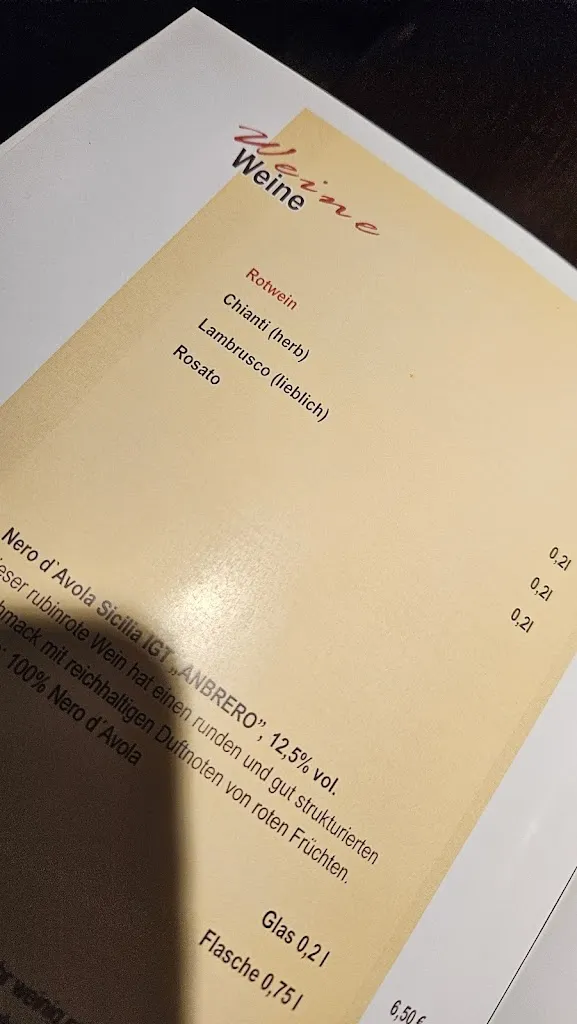 Weine
Weine
Rotwein
Chianti (herb) 0,2l
Lambrusco (lieblich) 0,2l
Rosato 0,2l
Nero d´Avola Sicilia IGT „ANBRERO”, 12,5% vol.
rubinrote Wein hat einen runden und gut strukturierten
mit reichhaltigen Duftnoten von roten Früchten.
100% Nero d´Avola
Glas 0,2 l 6,50 €
Flasche 0,75 l